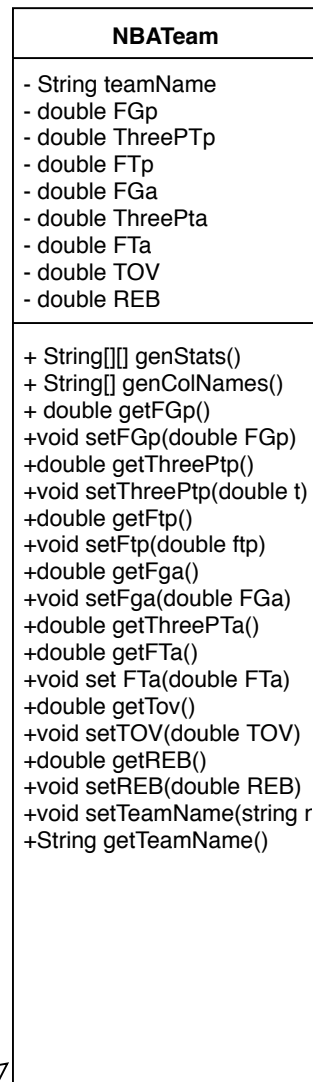 NBATeam
- String teamName
- double FGp
- double ThreePTp
- double FTp
- double FGa
- double ThreePta
- double FTa
- double TOV
- double REB
+ String[][] genStats()
+ String[] genColNames()
+ double getFGp()
+void setFGp(double FGp)
+double getThreePtp()
+void setThreePtp(double t)
+double getFtp()
+void setFtp(double ftp)
+double getFga()
+void setFga(double FGa)
+double getThreePTa()
+double getFTa()
+void set FTa(double FTa)
+double getTov()
+void setTOV(double TOV)
+double getREB()
+void setREB(double REB)
+void setTeamName(string
+String getTeamName()